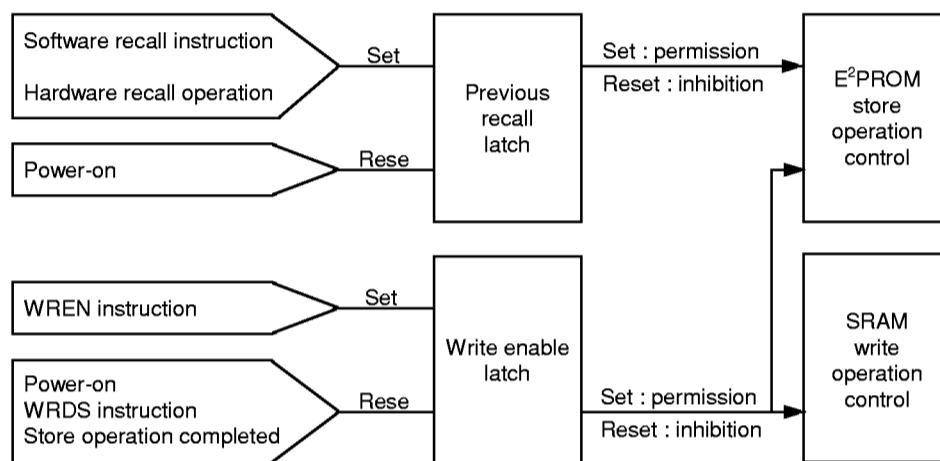 Software recall instruction
Hardware recall operation
Set
Power-on
Rese
Previous
recall
latch
Set : permission
Reset : inhibition
E²PROM
store
operation
control
WREN instruction
Set
Power-on
WRDS instruction
Store operation completed
Rese
Write enable
latch
Set : permission
Reset : inhibition
SRAM
write
operation
control